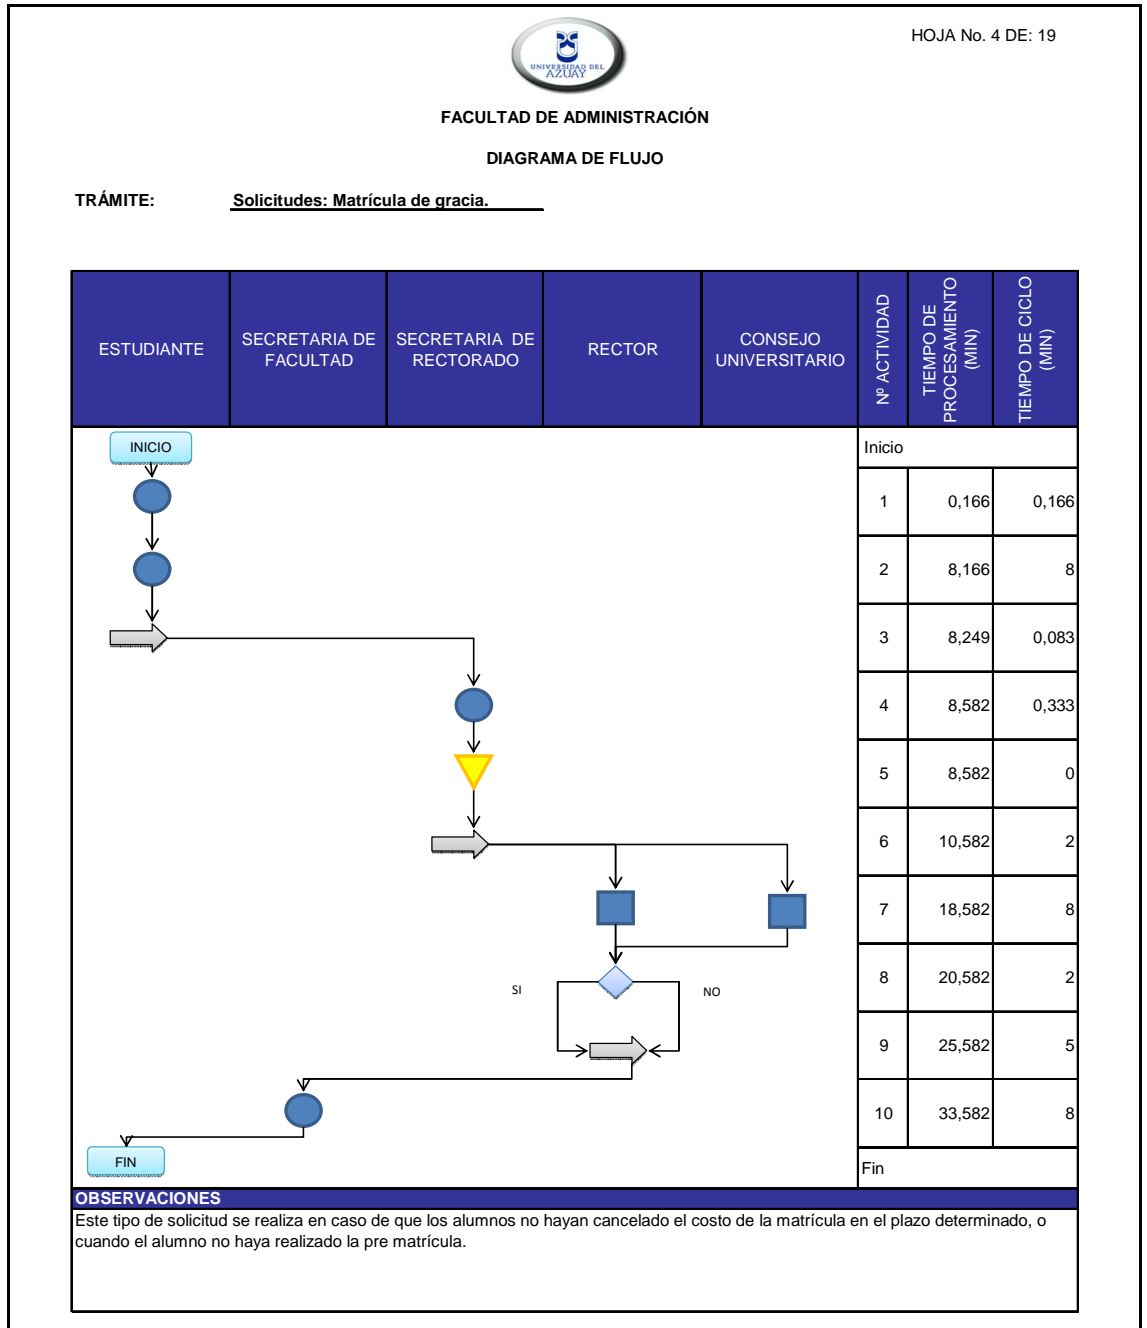 HOJA No. 4 DE: 19
UNIVERSIDAD DEL
AZUAY
FACULTAD DE ADMINISTRACIÓN
DIAGRAMA DE FLUJO
TRÁMITE: Solicitudes: Matrícula de gracia.
ESTUDIANTE
SECRETARIA DE
FACULTAD
SECRETARIA DE
RECTORADO
RECTOR
CONSEJO
UNIVERSITARIO
Nº ACTIVIDAD
TIEMPO DE
PROCESAMIENTO
(MIN)
TIEMPO DE CICLO
(MIN)
INICIO
Inicio
1 0,166 0,166
2 8,166 8
3 8,249 0,083
4 8,582 0,333
5 8,582 0
6 10,582 2
7 18,582 8
SI
NO
8 20,582 2
9 25,582 5
10 33,582 8
FIN
Fin
OBSERVACIONES
Este tipo de solicitud se realiza en caso de que los alumnos no hayan cancelado el costo de la matrícula en el plazo determinado, o
cuando el alumno no haya realizado la pre matrícula.